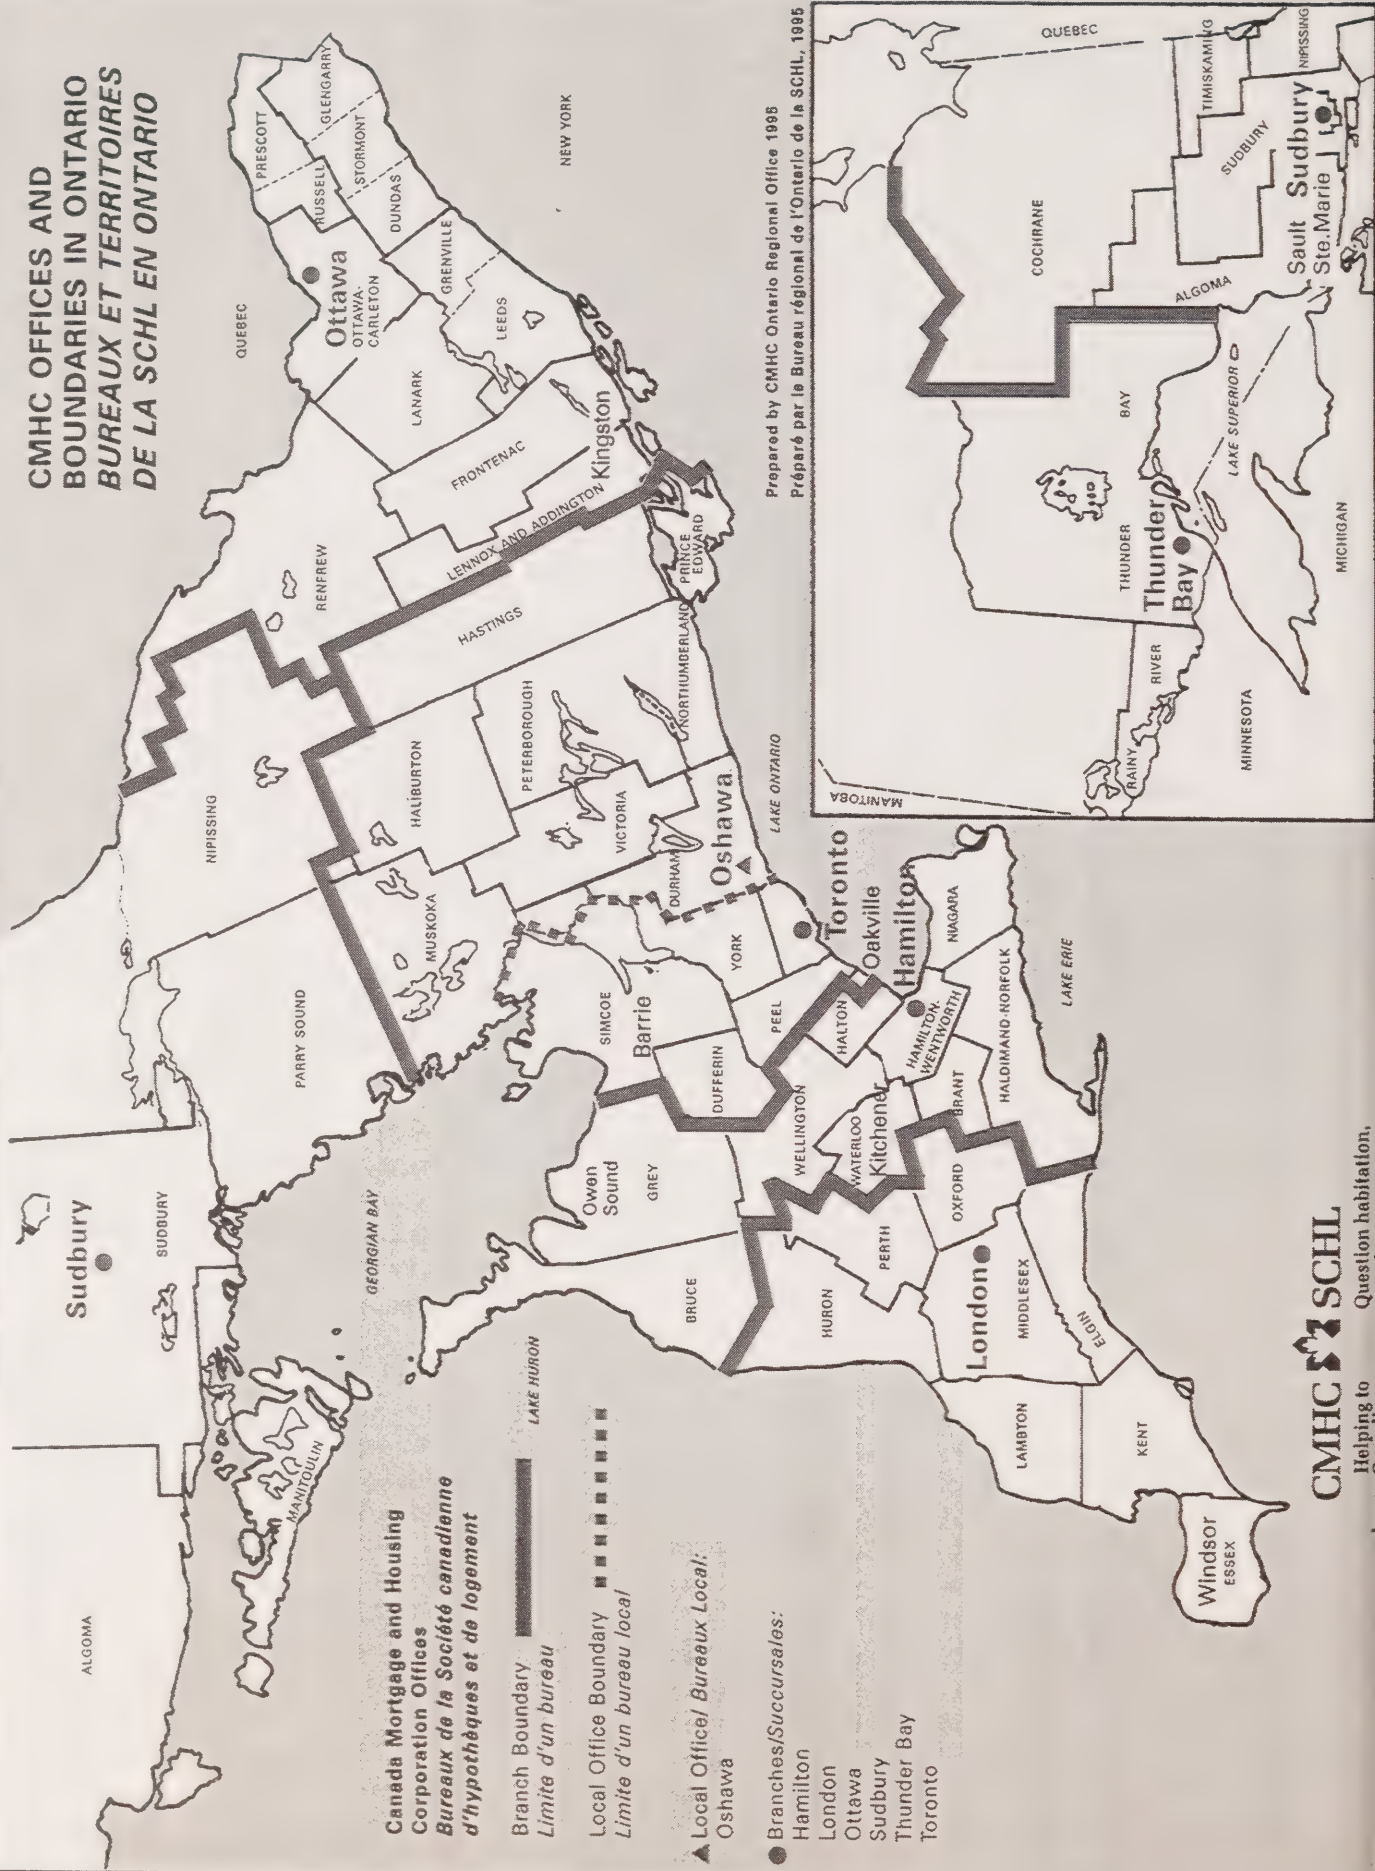 CMHC OFFICES AND
BOUNDARIES IN ONTARIO
BUREAUX ET TERRITOIRES
DE LA SCHL EN ONTARIO
ALGOMA
Sudbury
SUDBURY
MANITOULIN
NIPISSING
PARRY SOUND
MUSKOKA
HALIBURTON
RENFREW
HASTINGS
LENNOX AND ADDINGTON
FRONTENAC
LANARK
QUEBEC
Ottawa
OTTAWA-
CARLETON
PRESCOTT
RUSSELL
GLENGARRY
STORMONT
DUNDAS
GRENVILLE
LEEDS
Kingston
NEW YORK
PRINCE
EDWARD
NORTHUMBERLAND
PETERBOROUGH
VICTORIA
DURHAM
Oshawa
LAKE ONTARIO
YORK
Toronto
PEEL
Oakville
HALTON
Hamilton
HAMILTON-
WENTWORTH
NIAGARA
HALDIMAND-NORFOLK
LAKE ERIE
BRANT
SIMCOE
Barrie
DUFFERIN
WELLINGTON
WATERLOO
Kitchener
GEORGIAN BAY
Owen
Sound
GREY
BRUCE
LAKE HURON
HURON
PERTH
OXFORD
London
MIDDLESEX
ELGIN
LAMBTON
KENT
Windsor
ESSEX
Canada Mortgage and Housing
Corporation Offices
Bureaux de la Société canadienne
d'hypothèques et de logement
Branch Boundary
Limite d'un bureau
Local Office Boundary
Limite d'un bureau local
▲ Local Office/ Bureaux Local:
Oshawa
● Branches/Succursales:
Hamilton
London
Ottawa
Sudbury
Thunder Bay
Toronto
Prepared by CMHC Ontario Regional Office 1995
Préparé par le Bureau régional de l'Ontario de la SCHL, 1995
MANITOBA
QUEBEC
COCHRANE
TIMISKAMING
NIPISSING
SUDBURY
Sudbury
Sault
Ste.Marie
ALGOMA
THUNDER
BAY
Thunder
Bay
LAKE SUPERIOR
RAINY
RIVER
MINNESOTA
MICHIGAN
CMHC SCHL
Helping to
Question habitation,